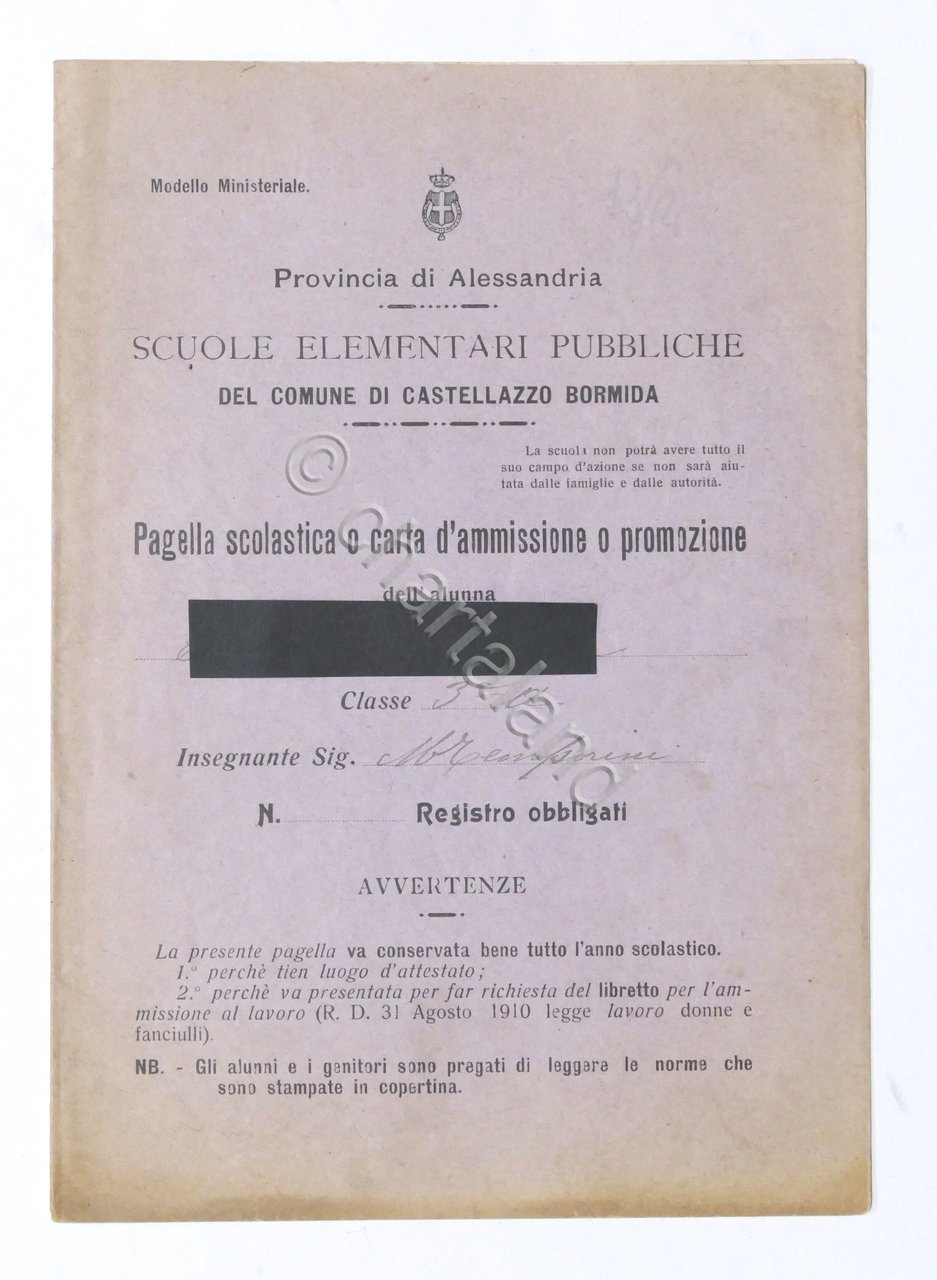 Modello Ministeriale.
Provincia di Alessandria
SCUOLE ELEMENTARI PUBBLICHE
DEL COMUNE DI CASTELLAZZO BORMIDA
La scuola non potrà avere tutto il
suo campo d'azione se non sarà aiu-
tata dalle famiglie e dalle autorità.
Pagella scolastica o carta d'ammissione o promozione
dell'alunna
Classe 3ª
Insegnante Sig.
N. Registro obbligati
AVVERTENZE
La presente pagella va conservata bene tutto l'anno scolastico.
1.° perchè tien luogo d'attestato;
2.° perchè va presentata per far richiesta del libretto per l'am-
missione al lavoro (R. D. 31 Agosto 1910 legge lavoro donne e
fanciulli).
NB. - Gli alunni e i genitori sono pregati di leggere le norme che
sono stampate in copertina.
© chartaland